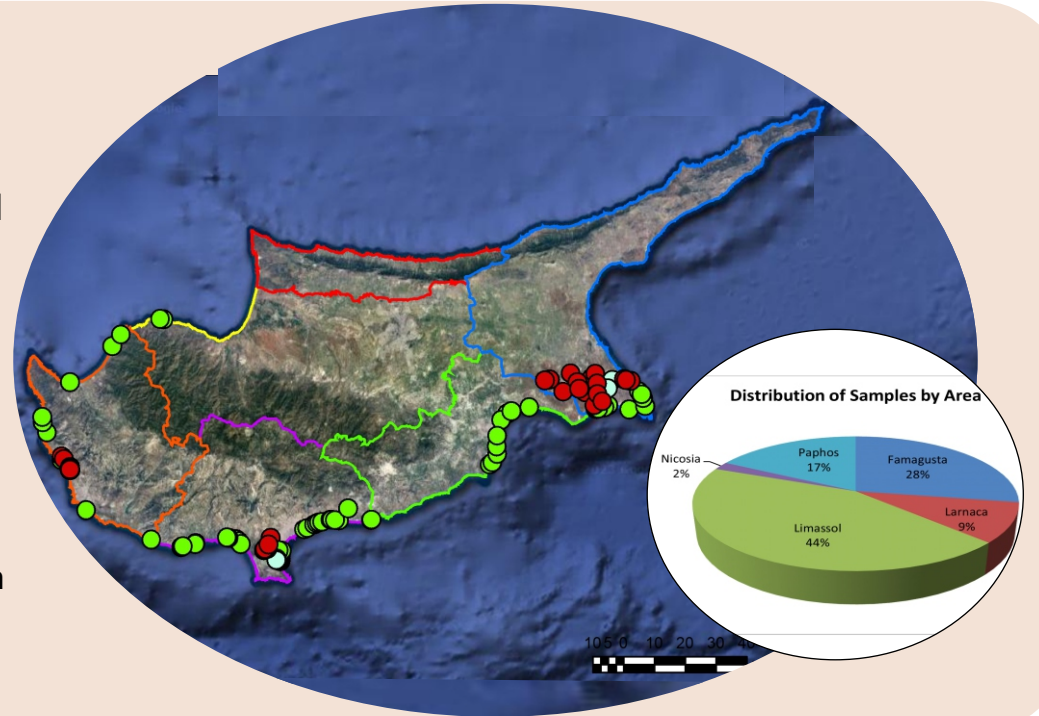 Distribution of Samples by Area
Paphos
17%
Famagusta
28%
Nicosia
2%
Larnaca
9%
Limassol
44%
10 5 0 10 20 30